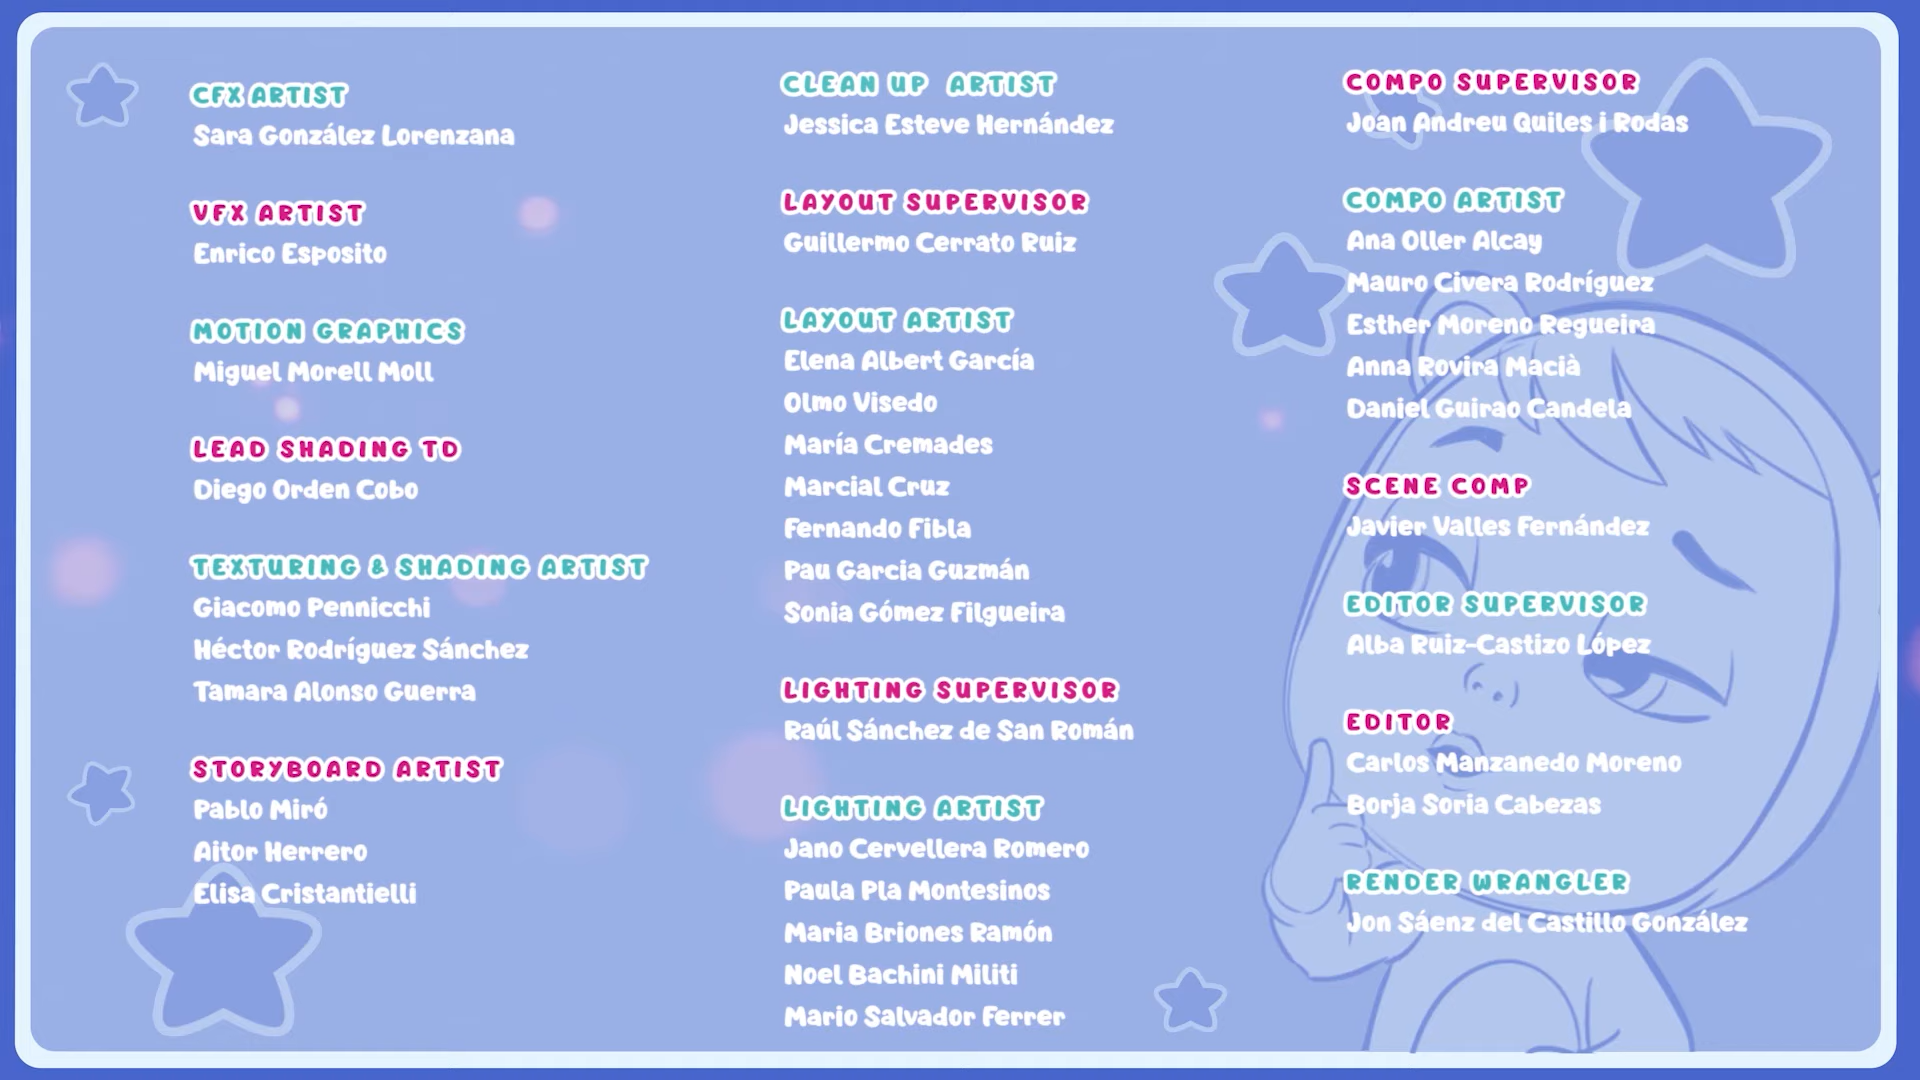 CFX ARTIST
Sara González Lorenzana
VFX ARTIST
Enrico Esposito
MOTION GRAPHICS
Miguel Morell Moll
LEAD SHADING TD
Diego Orden Cobo
TEXTURING & SHADING ARTIST
Giacomo Pennicchi
Héctor Rodríguez Sánchez
Tamara Alonso Guerra
STORYBOARD ARTIST
Pablo Miró
Aitor Herrero
Elisa Cristantielli
CLEAN UP ARTIST
Jessica Esteve Hernández
LAYOUT SUPERVISOR
Guillermo Cerrato Ruiz
LAYOUT ARTIST
Elena Albert García
Olmo Visedo
María Cremades
Marcial Cruz
Fernando Fibla
Pau Garcia Guzmán
Sonia Gómez Filgueira
LIGHTING SUPERVISOR
Raúl Sánchez de San Román
LIGHTING ARTIST
Jano Cervellera Romero
Paula Pla Montesinos
Maria Briones Ramón
Noel Bachini Militi
Mario Salvador Ferrer
COMPO SUPERVISOR
Joan Andreu Quiles i Rodas
COMPO ARTIST
Ana Oller Alcay
Mauro Civera Rodríguez
Esther Moreno Regueira
Anna Rovira Macià
Daniel Guirao Candela
SCENE COMP
Javier Valles Fernández
EDITOR SUPERVISOR
Alba Ruiz-Castizo López
EDITOR
Carlos Manzanedo Moreno
Borja Soria Cabezas
RENDER WRANGLER
Jon Sáenz del Castillo González